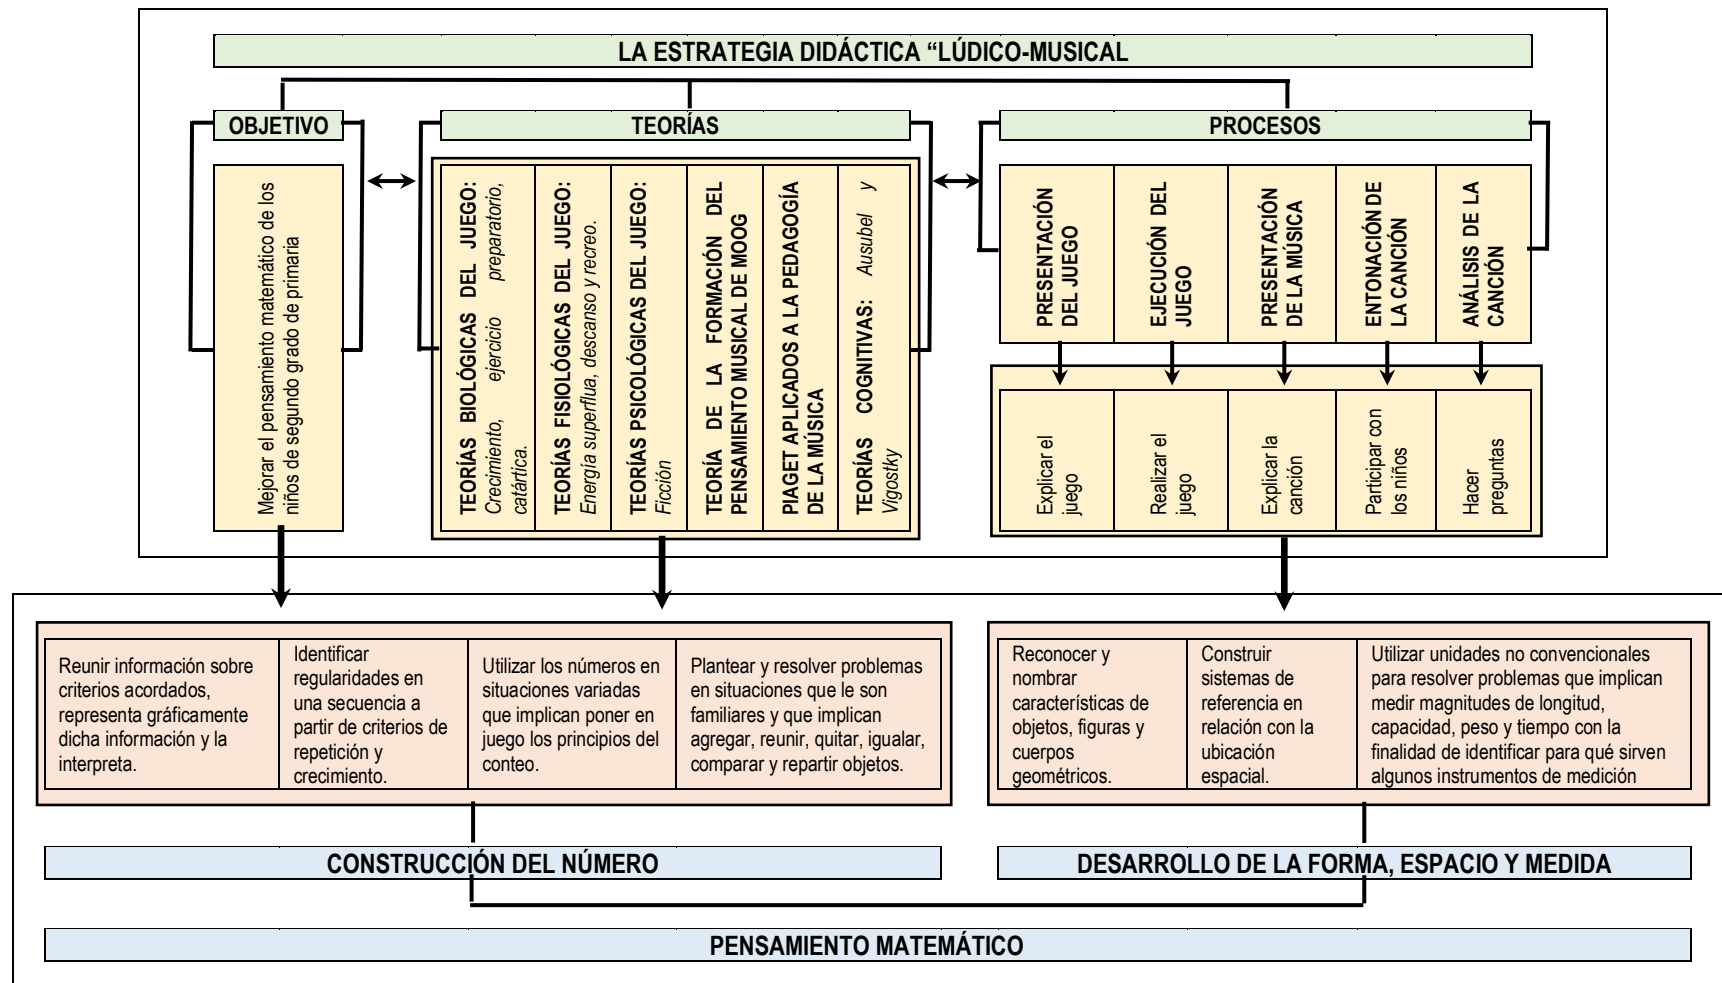 LA ESTRATEGIA DIDÁCTICA “LÚDICO-MUSICAL
OBJETIVO
TEORÍAS
PROCESOS
Mejorar el pensamiento matemático de los
niños de segundo grado de primaria
TEORÍAS BIOLÓGICAS DEL JUEGO:
Crecimiento, ejercicio preparatorio,
catártica.
TEORÍAS FISIOLÓGICAS DEL JUEGO:
Energía superflua, descanso y recreo.
TEORÍAS PSICOLÓGICAS DEL JUEGO:
Ficción
TEORÍA DE LA FORMACIÓN DEL
PENSAMIENTO MUSICAL DE MOOG
PIAGET APLICADOS A LA PEDAGOGÍA
DE LA MÚSICA
TEORÍAS COGNITIVAS: Ausubel y
Vigostky
PRESENTACIÓN
DEL JUEGO
EJECUCIÓN DEL
JUEGO
PRESENTACIÓN
DE LA MÚSICA
ENTONACIÓN DE
LA CANCIÓN
ANÁLISIS DE LA
CANCIÓN
Explicar el
juego
Realizar el
juego
Explicar la
canción
Participar con
los niños
Hacer
preguntas
Reunir información sobre
criterios acordados,
representa gráficamente
dicha información y la
interpreta.
Identificar
regularidades en
una secuencia a
partir de criterios de
repetición y
crecimiento.
Utilizar los números en
situaciones variadas
que implican poner en
juego los principios del
conteo.
Plantear y resolver problemas
en situaciones que le son
familiares y que implican
agregar, reunir, quitar, igualar,
comparar y repartir objetos.
Reconocer y
nombrar
características de
objetos, figuras y
cuerpos
geométricos.
Construir
sistemas de
referencia en
relación con la
ubicación
espacial.
Utilizar unidades no convencionales
para resolver problemas que implican
medir magnitudes de longitud,
capacidad, peso y tiempo con la
finalidad de identificar para qué sirven
algunos instrumentos de medición
CONSTRUCCIÓN DEL NÚMERO
DESARROLLO DE LA FORMA, ESPACIO Y MEDIDA
PENSAMIENTO MATEMÁTICO